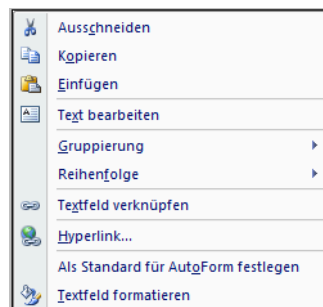 Ausschneiden
Kopieren
Einfügen
Text bearbeiten
Gruppierung
Reihenfolge
Textfeld verknüpfen
Hyperlink...
Als Standard für AutoForm festlegen
Textfeld formatieren